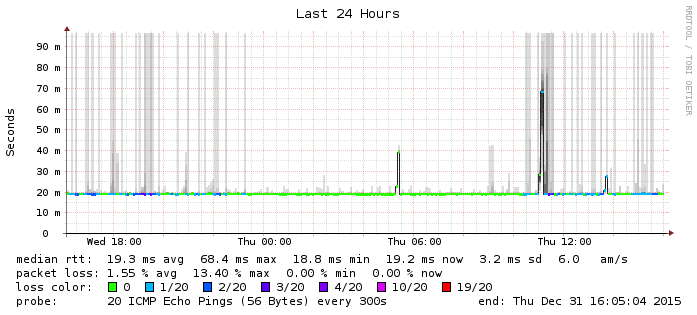 Last 24 Hours
RRDTOOL / TOBI OETIKER
Seconds
90 m
80 m
70 m
60 m
50 m
40 m
30 m
20 m
10 m
0
Wed 18:00 Thu 00:00 Thu 06:00 Thu 12:00
median rtt: 19.3 ms avg 68.4 ms max 18.8 ms min 19.2 ms now 3.2 ms sd 6.0 am/s
packet loss: 1.55 % avg 13.40 % max 0.00 % min 0.00 % now
loss color: 0 1/20 2/20 3/20 4/20 10/20 19/20
probe: 20 ICMP Echo Pings (56 Bytes) every 300s end: Thu Dec 31 16:05:04 2015